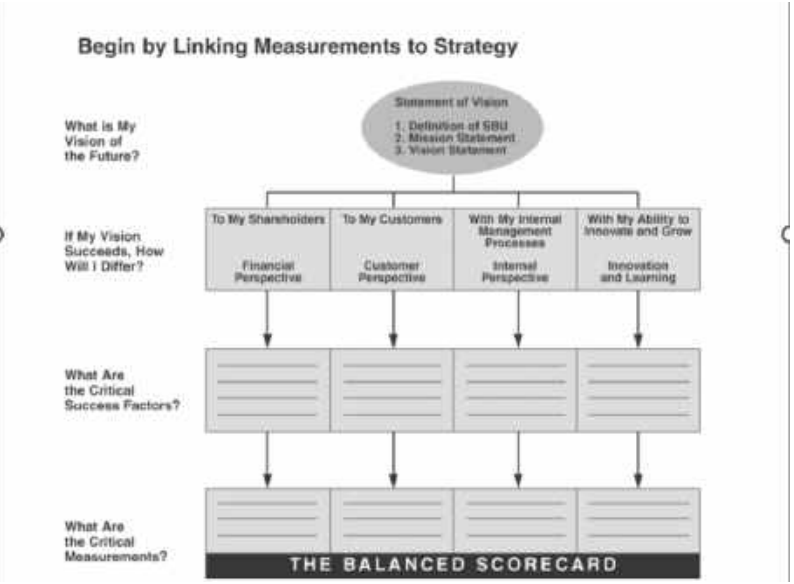 Begin by Linking Measurements to Strategy
What is My
Vision of
the Future?
Statement of Vision
1. Definition of SBU
2. Mission Statement
3. Vision Statement
If My Vision
Succeeds, How
Will I Differ?
To My Shareholders
Financial
Perspective
To My Customers
Customer
Perspective
With My Internal
Management
Processes
Internal
Perspective
With My Ability to
Innovate and Grow
Innovation
and Learning
What Are
the Critical
Success Factors?
What Are
the Critical
Measurements?
THE BALANCED SCORECARD